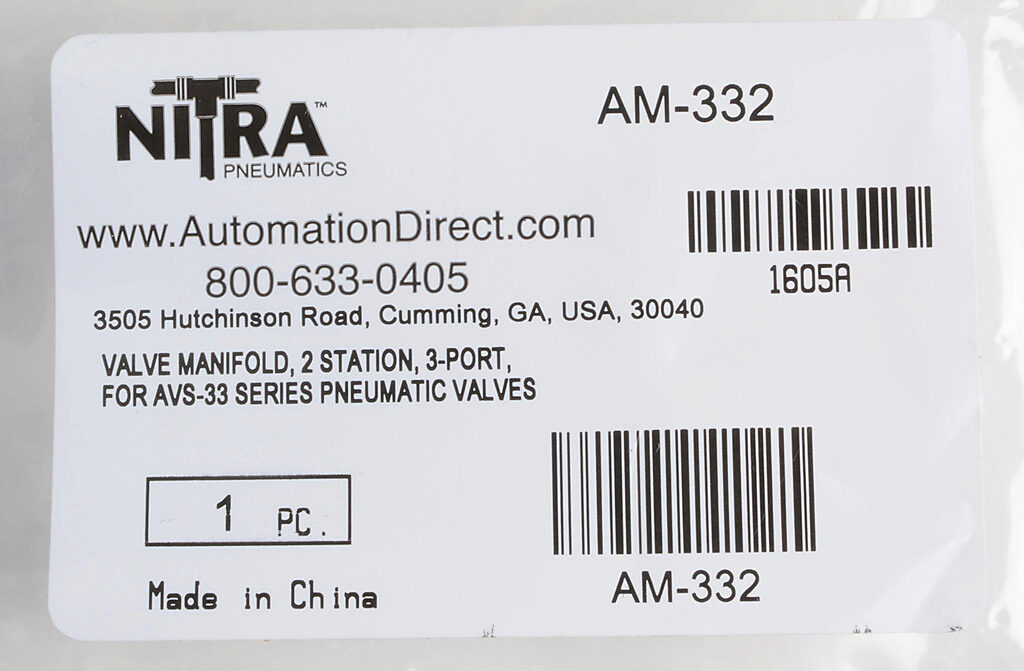 NITRA™
PNEUMATICS
AM-332
www.AutomationDirect.com
800-633-0405
1605A
3505 Hutchinson Road, Cumming, GA, USA, 30040
VALVE MANIFOLD, 2 STATION, 3-PORT,
FOR AVS-33 SERIES PNEUMATIC VALVES
1 PC.
AM-332
Made in China